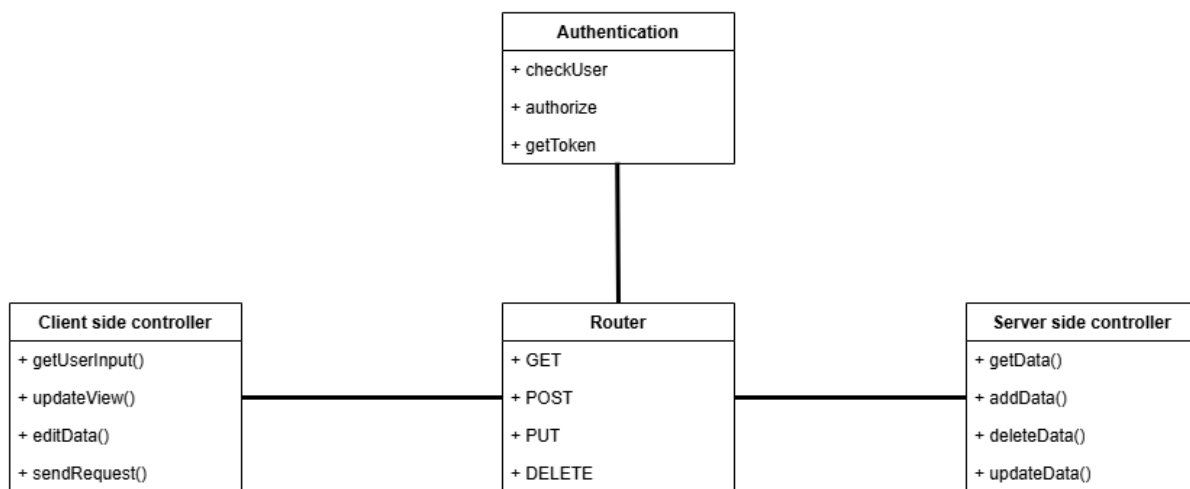 Authentication
+ checkUser
+ authorize
+ getToken
Client side controller
+ getUserInput()
+ updateView()
+ editData()
+ sendRequest()
Router
+ GET
+ POST
+ PUT
+ DELETE
Server side controller
+ getData()
+ addData()
+ deleteData()
+ updateData()